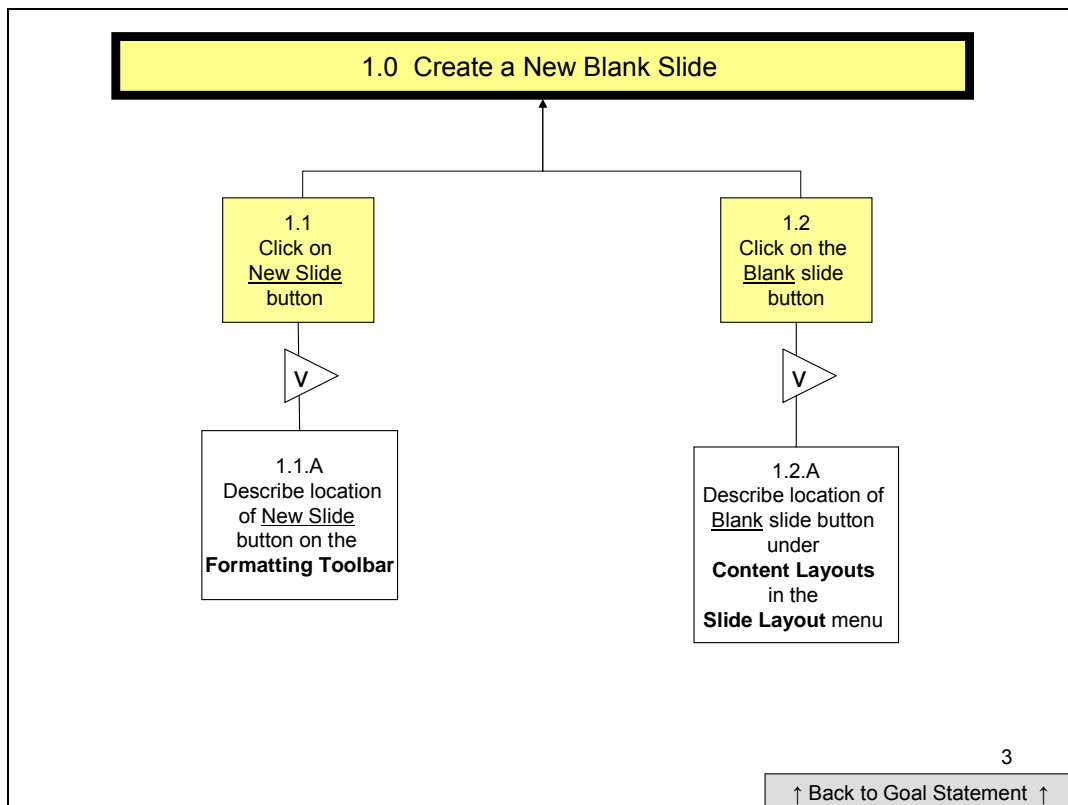 1.0  Create a New Blank Slide
1.1
Click on
New Slide
button
1.2
Click on the
Blank slide
button
V
V
1.1.A
Describe location
of New Slide
button on the
Formatting Toolbar
1.2.A
Describe location of
Blank slide button
under
Content Layouts
in the
Slide Layout menu
3
↑ Back to Goal Statement ↑